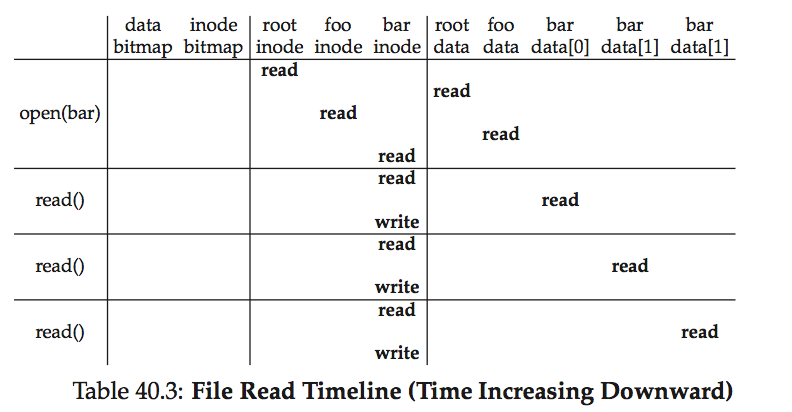 data inode root foo bar root foo bar bar bar
bitmap bitmap inode inode inode data data data[0] data[1] data[1]
read
read
open(bar) read
read
read
read
read() read
write
read
read() read
write
read
read() read
write
Table 40.3: File Read Timeline (Time Increasing Downward)